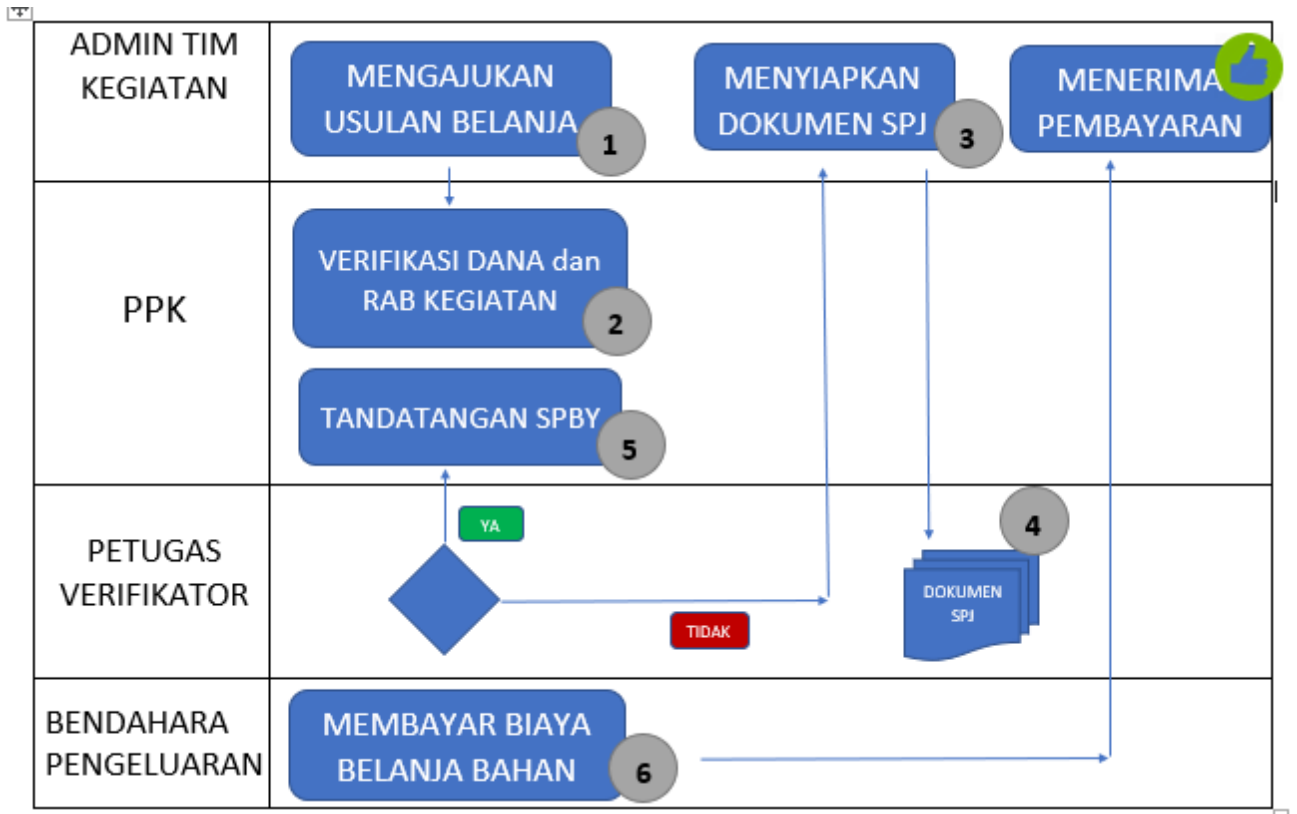 ADMIN TIM
KEGIATAN
MENGAJUKAN
USULAN BELANJA
1
MENYIAPKAN
DOKUMEN SPJ
3
MENERIMA
PEMBAYARAN
PPK
VERIFIKASI DANA dan
RAB KEGIATAN
2
TANDATANGAN SPBY
5
PETUGAS
VERIFIKATOR
YA
TIDAK
4
DOKUMEN
SPJ
BENDAHARA
PENGELUARAN
MEMBAYAR BIAYA
BELANJA BAHAN
6